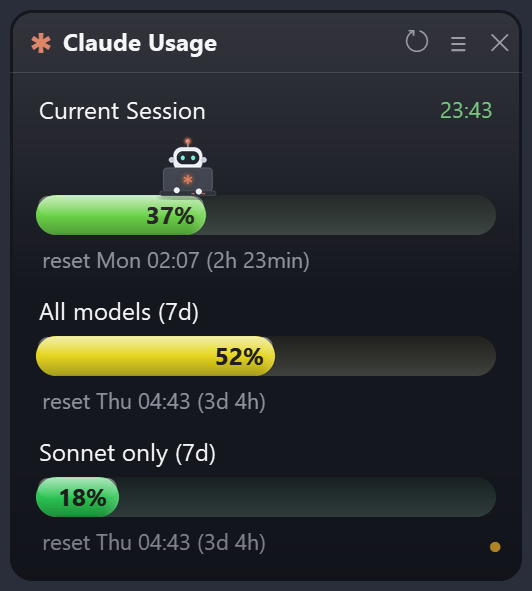 Claude Usage
Current Session
23:43
37%
reset Mon 02:07 (2h 23min)
All models (7d)
52%
reset Thu 04:43 (3d 4h)
Sonnet only (7d)
18%
reset Thu 04:43 (3d 4h)